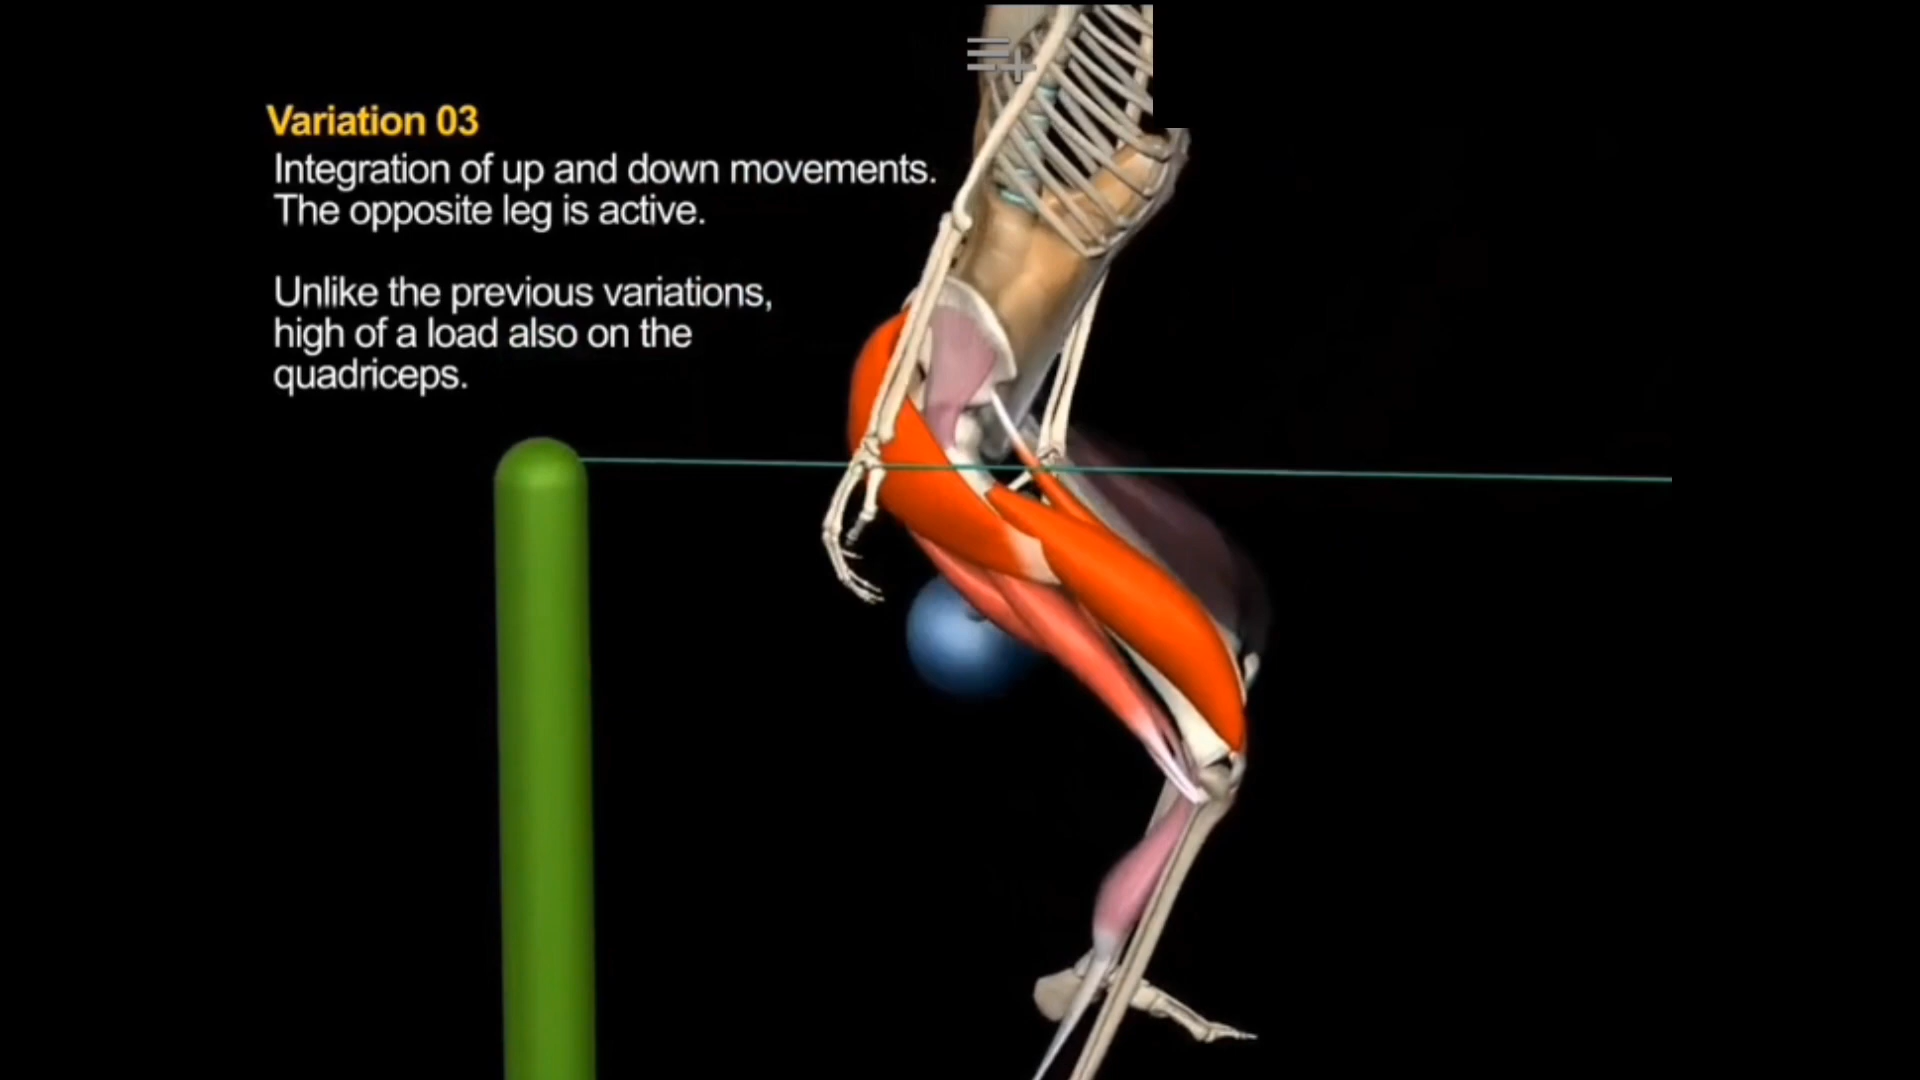 Variation 03
Integration of up and down movements.
The opposite leg is active.
Unlike the previous variations,
high of a load also on the
quadriceps.